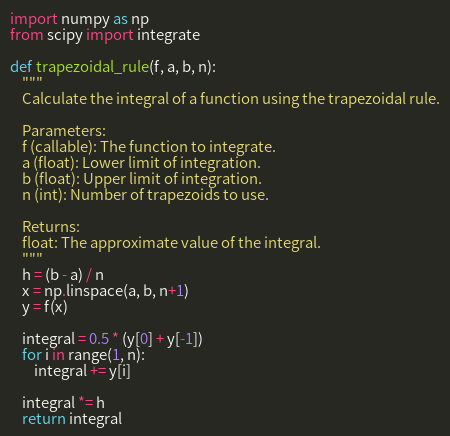 import numpy as np
from scipy import integrate

def trapezoidal_rule(f, a, b, n):
    """
    Calculate the integral of a function using the trapezoidal rule.

    Parameters:
    f (callable): The function to integrate.
    a (float): Lower limit of integration.
    b (float): Upper limit of integration.
    n (int): Number of trapezoids to use.

    Returns:
    float: The approximate value of the integral.
    """
    h = (b - a) / n
    x = np.linspace(a, b, n+1)
    y = f(x)

    integral = 0.5 * (y[0] + y[-1])
    for i in range(1, n):
        integral += y[i]

    integral *= h
    return integral